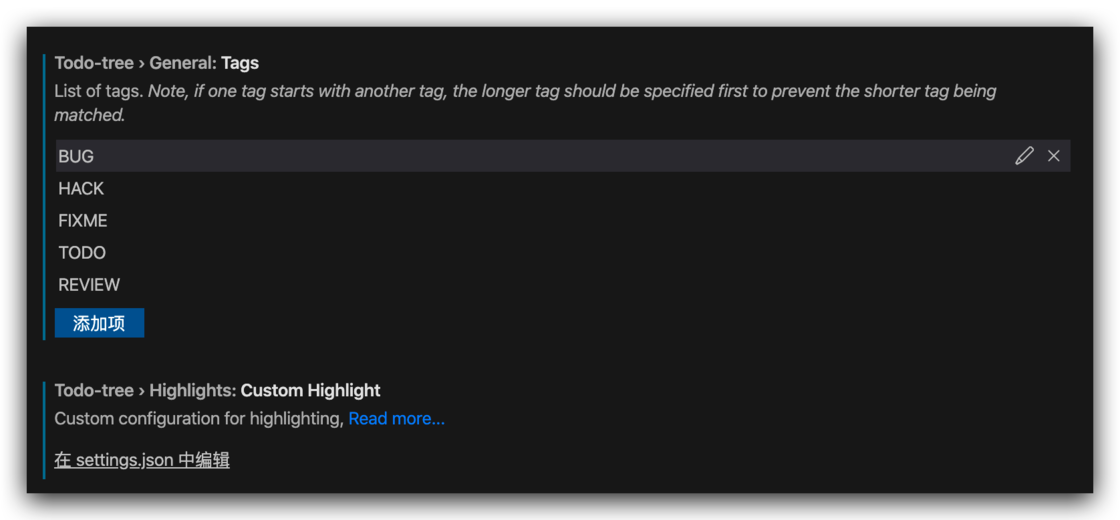 Todo-tree › General: Tags
List of tags. Note, if one tag starts with another tag, the longer tag should be specified first to prevent the shorter tag being
matched.
BUG
HACK
FIXME
TODO
REVIEW
添加项
Todo-tree › Highlights: Custom Highlight
Custom configuration for highlighting, Read more...
在 settings.json 中编辑